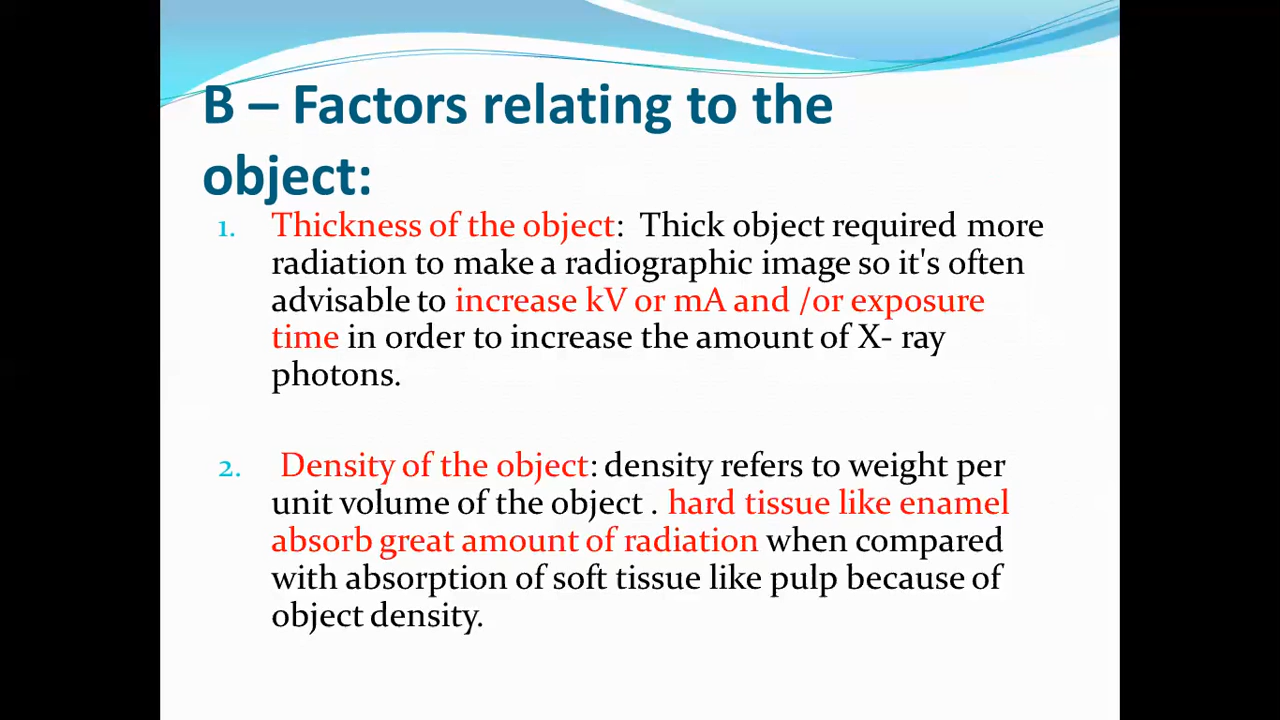 B – Factors relating to the
object:
1. Thickness of the object: Thick object required more
radiation to make a radiographic image so it's often
advisable to increase kV or mA and /or exposure
time in order to increase the amount of X- ray
photons.
2. Density of the object: density refers to weight per
unit volume of the object . hard tissue like enamel
absorb great amount of radiation when compared
with absorption of soft tissue like pulp because of
object density.